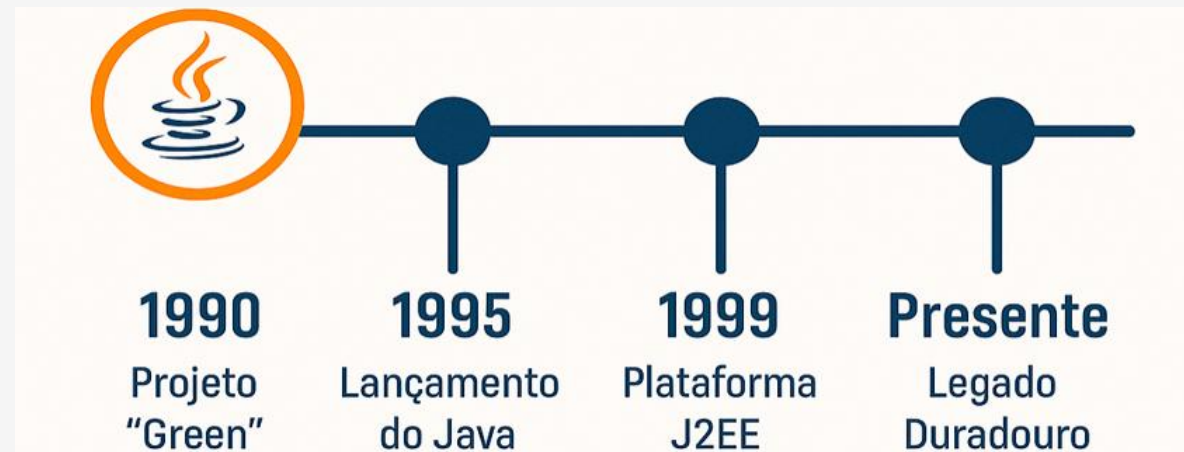 1990
Projeto
“Green”
1995
Lançamento
do Java
1999
Plataforma
J2EE
Presente
Legado
Duradouro